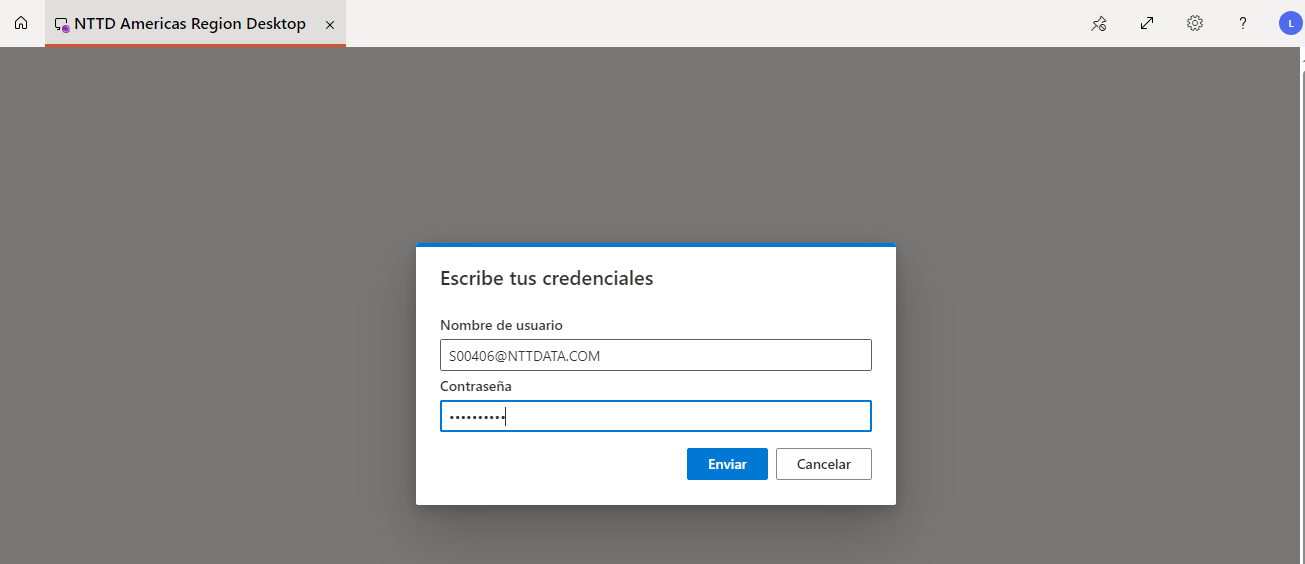 NTTD Americas Region Desktop
? L
Escribe tus credenciales
Nombre de usuario
S00406@NTTDATA.COM
Contraseña
••••••••••
Enviar Cancelar